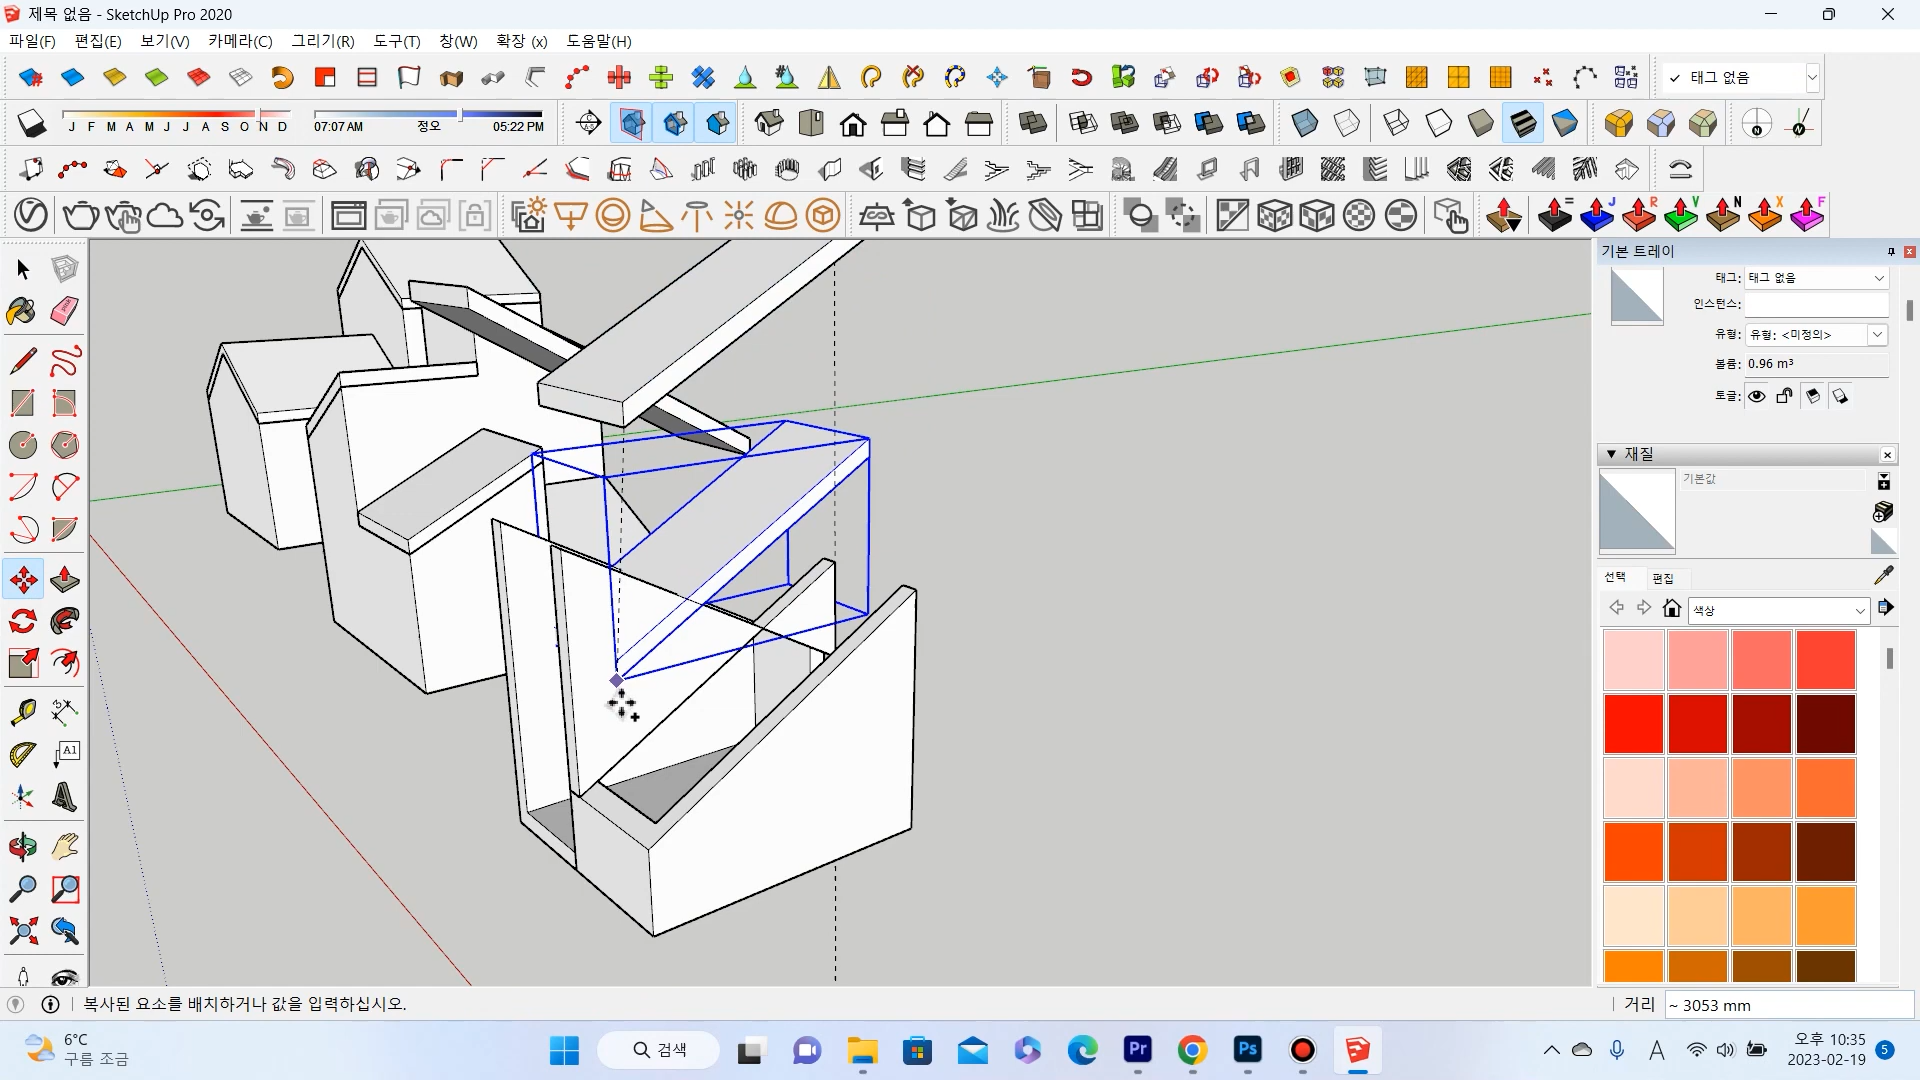 제목 없음 - SketchUp Pro 2020
파일(F) 편집(E) 보기(V) 카메라(C) 그리기(R) 도구(T) 창(W) 확장 (x) 도움말(H)
태그 없음
J F M A M J J A S O N D
07:07 AM 정오 05:22 PM
기본 트레이
태그: 태그 없음
인스턴스:
유형: 유형: <미정의>
볼륨: 0.96 m³
토글:
재질
기본값
선택 편집
색상
A1
복사된 요소를 배치하거나 값을 입력하십시오.
거리 ~ 3053 mm
6°C
구름 조금
검색
Pr
Ps
A
오후 10:35
2023-02-19
5